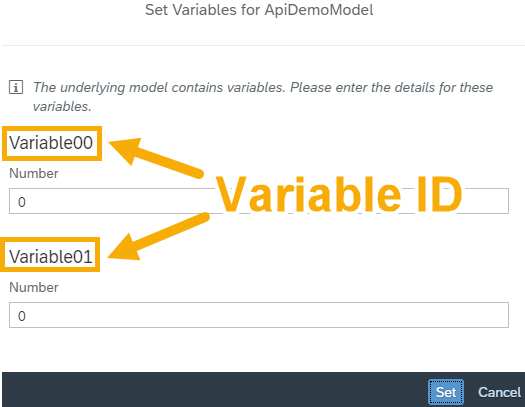 Set Variables for ApiDemoModel
The underlying model contains variables. Please enter the details for these
variables.
Variable00
Number
0
Variable ID
Variable01
Number
0
Set
Cancel